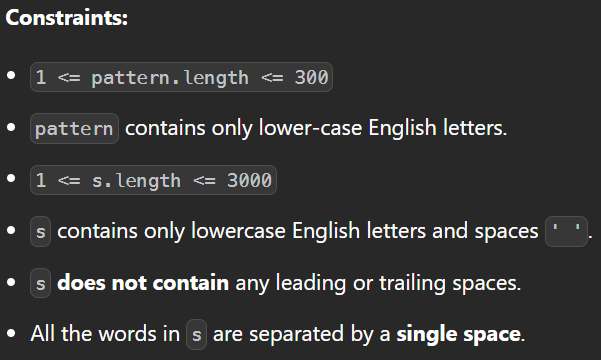 Constraints:
• 1 <= pattern.length <= 300
• pattern contains only lower-case English letters.
• 1 <= s.length <= 3000
• s contains only lowercase English letters and spaces ' '.
• s does not contain any leading or trailing spaces.
• All the words in s are separated by a single space.